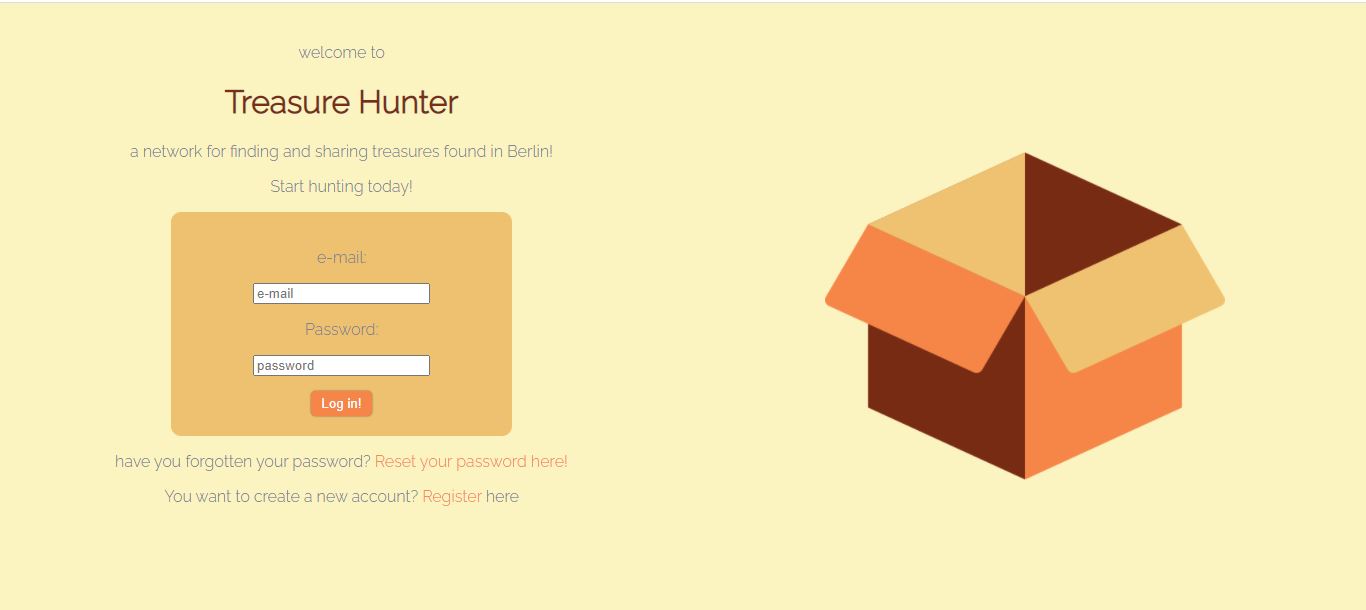 welcome to
Treasure Hunter
a network for finding and sharing treasures found in Berlin!
Start hunting today!
e-mail:
e-mail
Password:
password
Log in!
have you forgotten your password? Reset your password here!
You want to create a new account? Register here